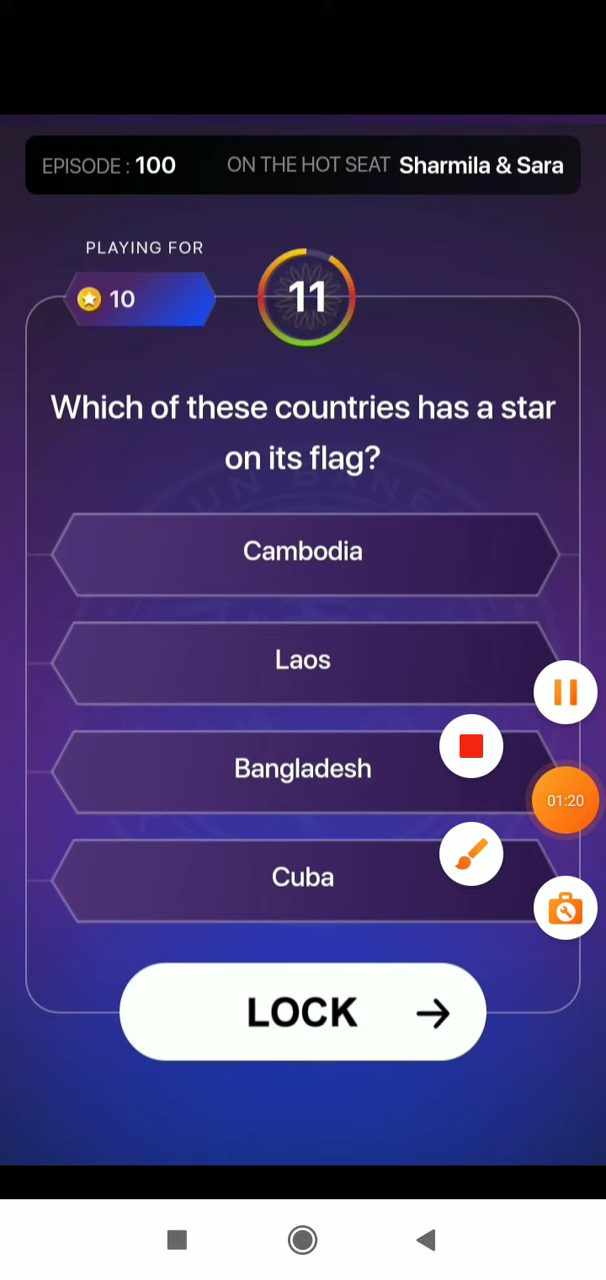 EPISODE : 100
ON THE HOT SEAT Sharmila & Sara
PLAYING FOR
10
11
Which of these countries has a star
on its flag?
Cambodia
Laos
Bangladesh
01:20
Cuba
LOCK